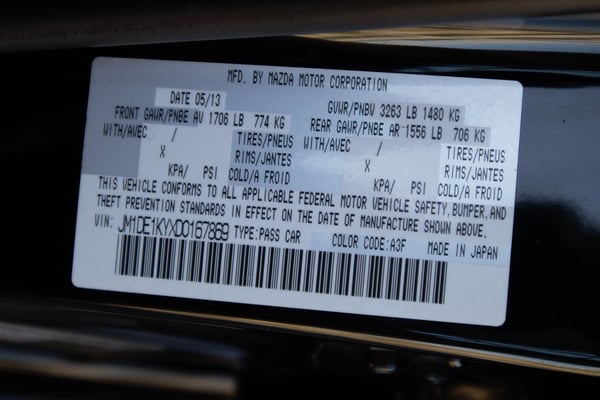 MFD. BY MAZDA MOTOR CORPORATION
DATE 05/13 GVWR/PNBV 3263 LB 1480 KG
FRONT GAWR/PNBE AV 1706 LB 774 KG REAR GAWR/PNBE AR 1556 LB 706 KG
WITH/AVEC / TIRES/PNEUS WITH/AVEC / TIRES/PNEUS
X RIMS/JANTES X RIMS/JANTES
KPA/ PSI COLD/A FROID KPA/ PSI COLD/A FROID
THIS VEHICLE CONFORMS TO ALL APPLICABLE FEDERAL MOTOR VEHICLE SAFETY, BUMPER, AND
THEFT PREVENTION STANDARDS IN EFFECT ON THE DATE OF MANUFACTURE SHOWN ABOVE.
VIN: JM1DE1KYXD0167869 TYPE:PASS CAR COLOR CODE:A3F MADE IN JAPAN